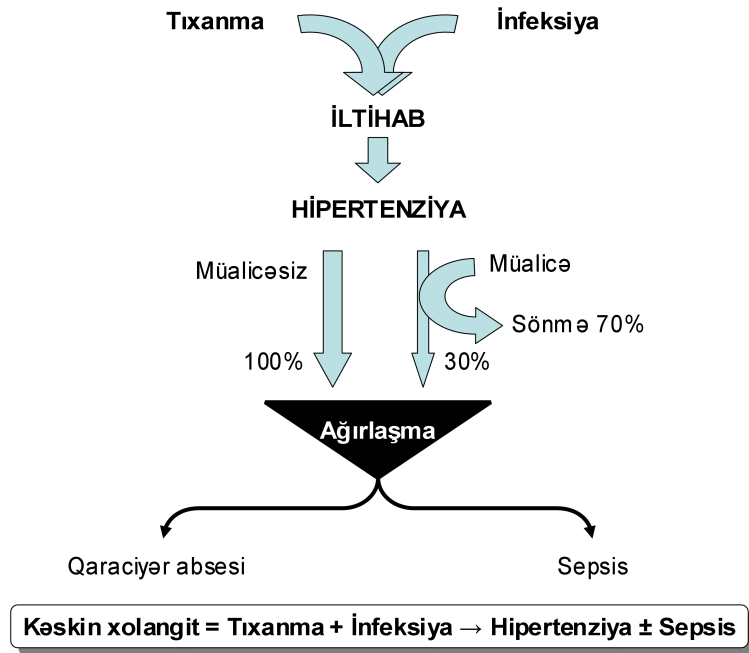 Tıxanma
İnfeksiya
İLTİHAB
HİPERTENZİYA
Müalicəsiz
Müalicə
Sönmə 70%
100%
30%
Ağırlaşma
Qaraciyər absesi
Sepsis
Kəskin xolangit = Tıxanma + İnfeksiya → Hipertenziya ± Sepsis